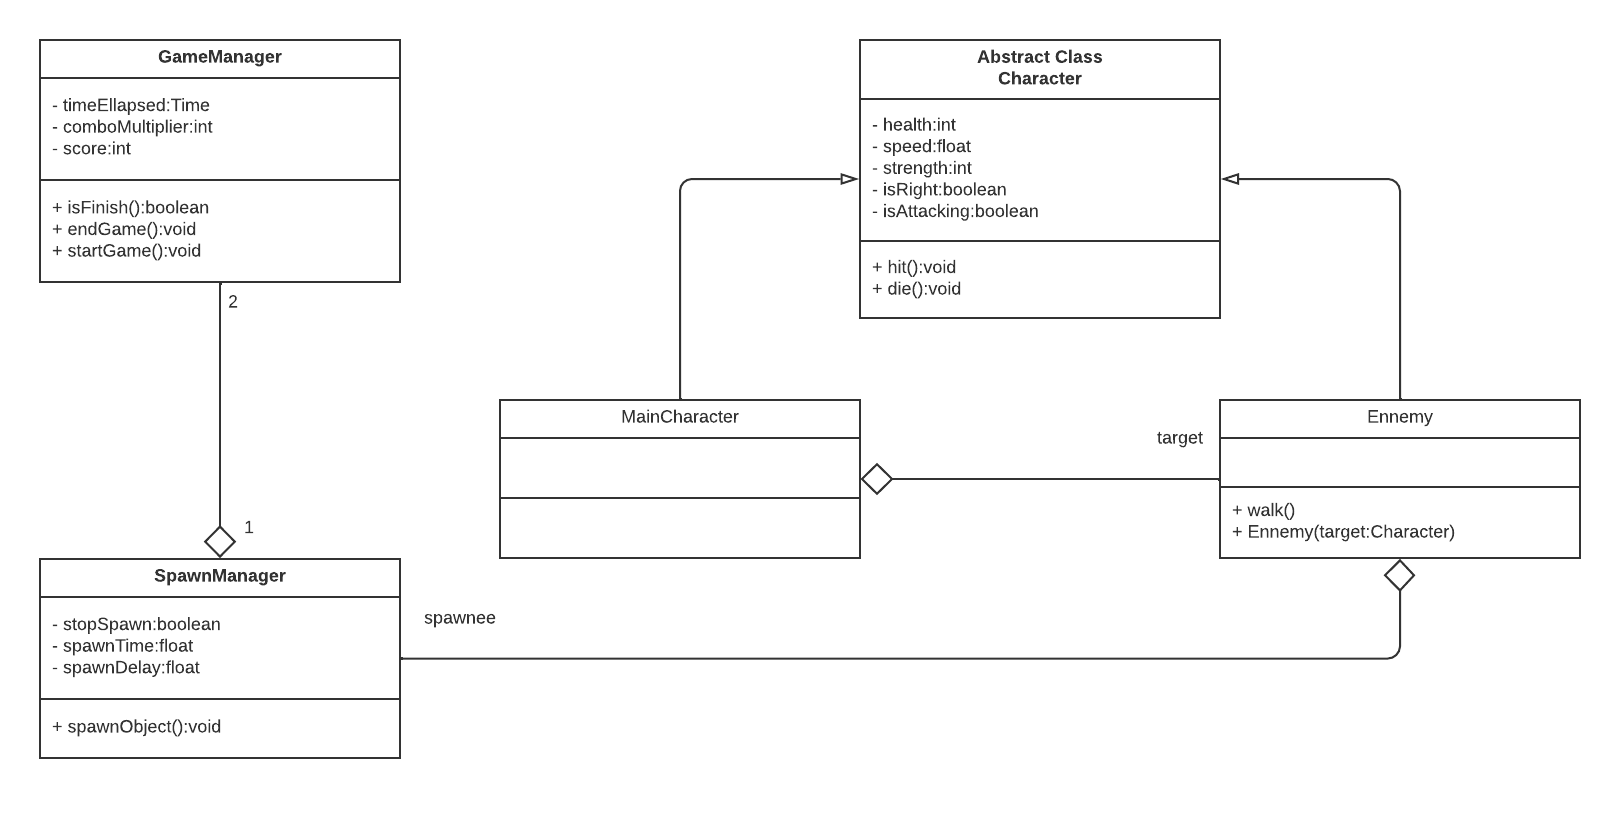 GameManager
- timeEllapsed:Time
- comboMultiplier:int
- score:int
+ isFinish():boolean
+ endGame():void
+ startGame():void
2
1
Abstract Class
Character
- health:int
- speed:float
- strength:int
- isRight:boolean
- isAttacking:boolean
+ hit():void
+ die():void
MainCharacter
target
Ennemy
+ walk()
+ Ennemy(target:Character)
SpawnManager
- stopSpawn:boolean
- spawnTime:float
- spawnDelay:float
+ spawnObject():void
spawnee